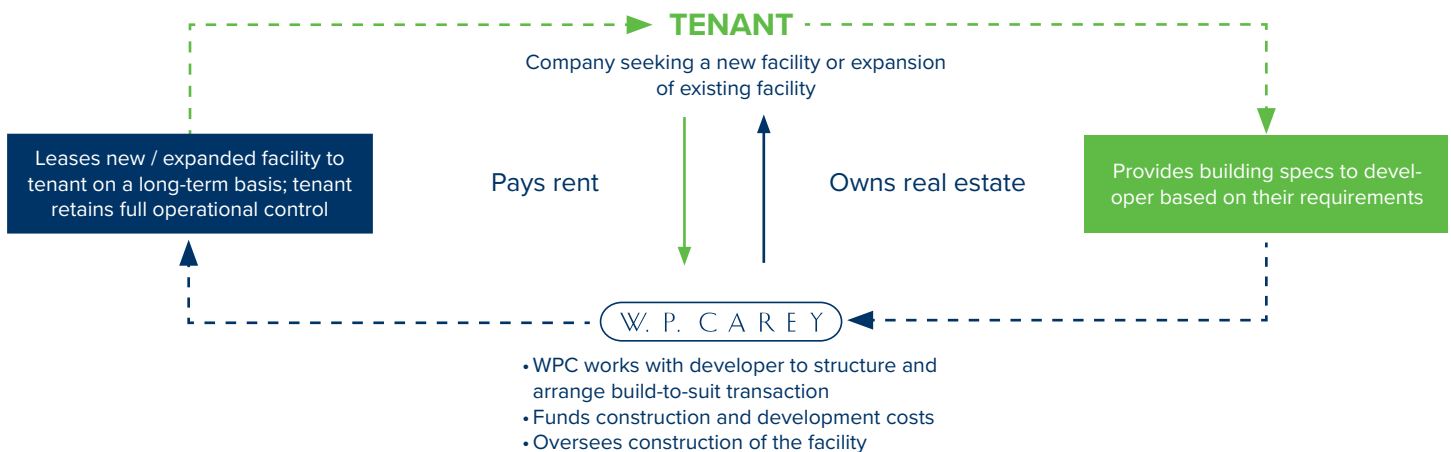 TENANT
Company seeking a new facility or expansion
of existing facility
Leases new / expanded facility to
tenant on a long-term basis; tenant
retains full operational control
Pays rent
Owns real estate
Provides building specs to devel-
oper based on their requirements
W. P. CAREY
• WPC works with developer to structure and
arrange build-to-suit transaction
• Funds construction and development costs
• Oversees construction of the facility